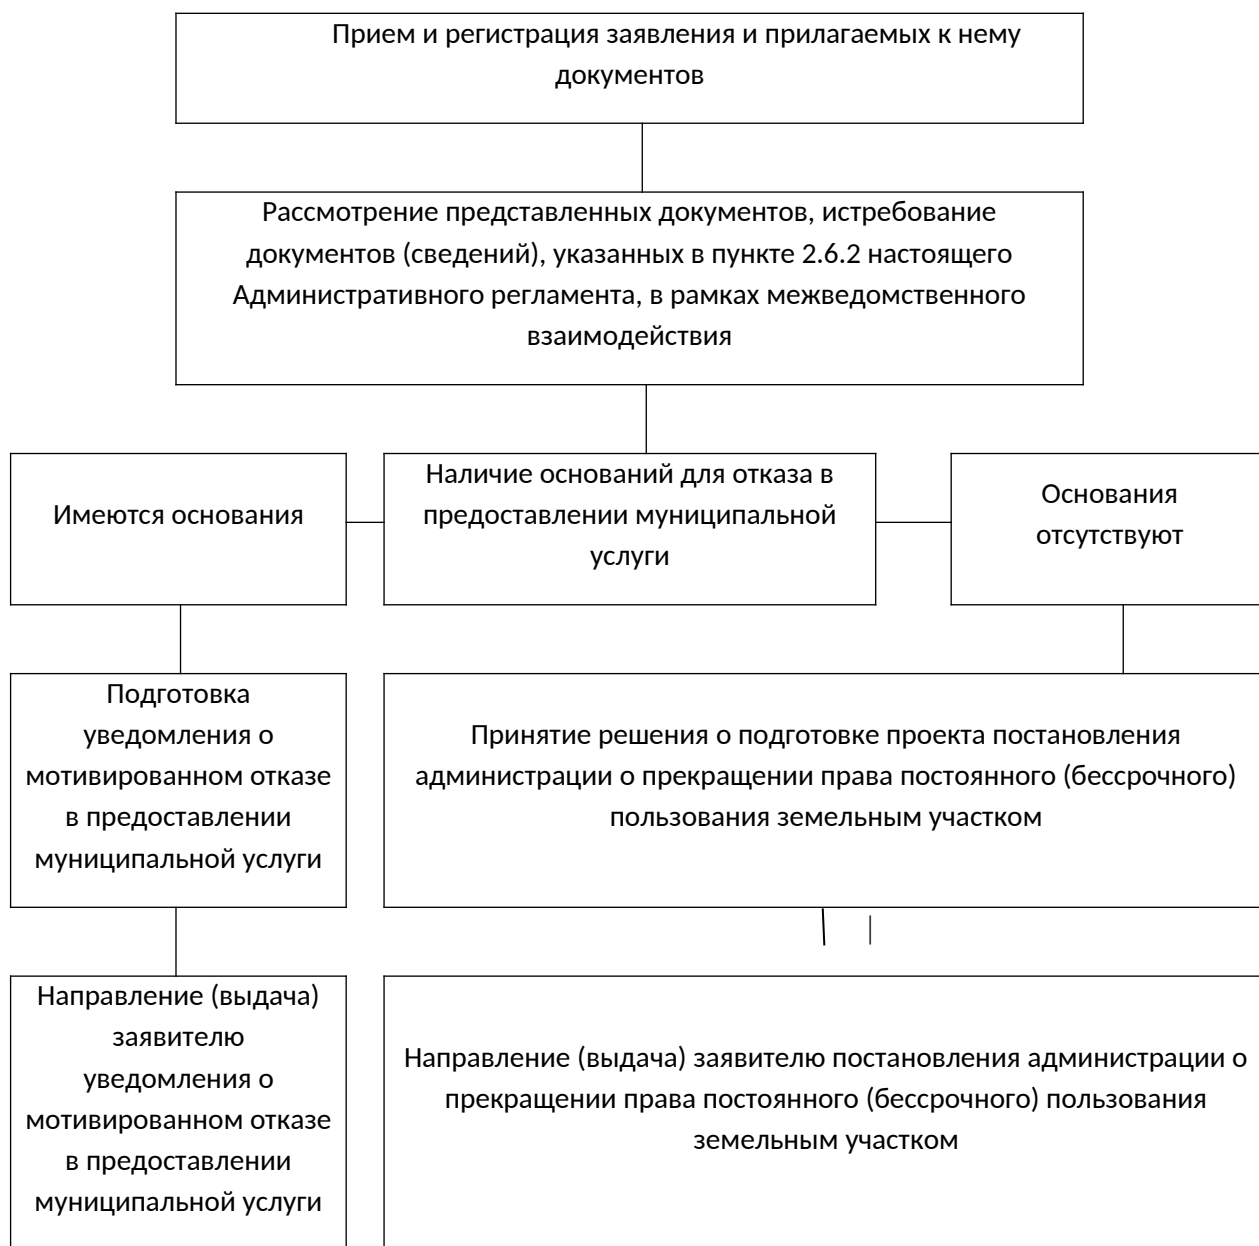 Прием и регистрация заявления и прилагаемых к нему
документов
Рассмотрение представленных документов, истребование
документов (сведений), указанных в пункте 2.6.2 настоящего
Административного регламента, в рамках межведомственного
взаимодействия
Имеются основания
Наличие оснований для отказа в
предоставлении муниципальной
услуги
Основания
отсутствуют
Подготовка
уведомления о
мотивированном отказе
в предоставлении
муниципальной услуги
Принятие решения о подготовке проекта постановления
администрации о прекращении права постоянного (бессрочного)
пользования земельным участком
Направление (выдача)
заявителю
уведомления о
мотивированном отказе
в предоставлении
муниципальной услуги
Направление (выдача) заявителю постановления администрации о
прекращении права постоянного (бессрочного) пользования
земельным участком